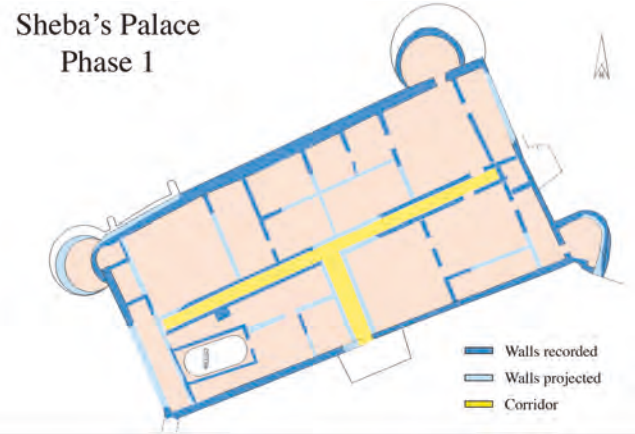 Sheba's Palace
Phase 1
Walls recorded
Walls projected
Corridor